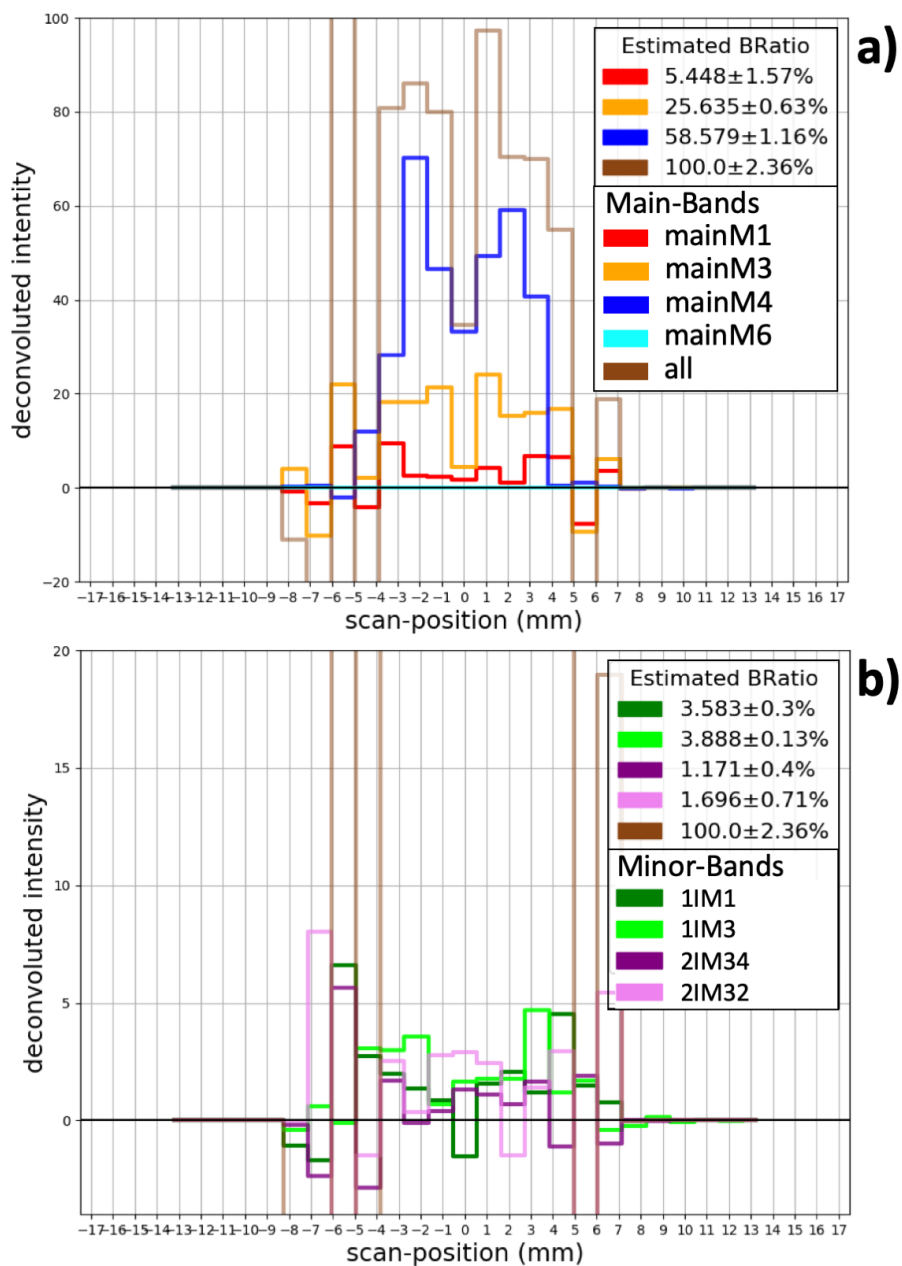 a)
100
80
60
40
20
0
−20
deconvoluted intentity
Estimated BRatio
5.448±1.57%
25.635±0.63%
58.579±1.16%
100.0±2.36%
Main-Bands
mainM1
mainM3
mainM4
mainM6
all
−17 −16 −15 −14 −13 −12 −11 −10 −9 −8 −7 −6 −5 −4 −3 −2 −1 0 1 2 3 4 5 6 7 8 9 10 11 12 13 14 15 16 17
scan-position (mm)
b)
20
15
10
5
0
deconvoluted intensity
Estimated BRatio
3.583±0.3%
3.888±0.13%
1.171±0.4%
1.696±0.71%
100.0±2.36%
Minor-Bands
1IM1
1IM3
2IM34
2IM32
−17 −16 −15 −14 −13 −12 −11 −10 −9 −8 −7 −6 −5 −4 −3 −2 −1 0 1 2 3 4 5 6 7 8 9 10 11 12 13 14 15 16 17
scan-position (mm)